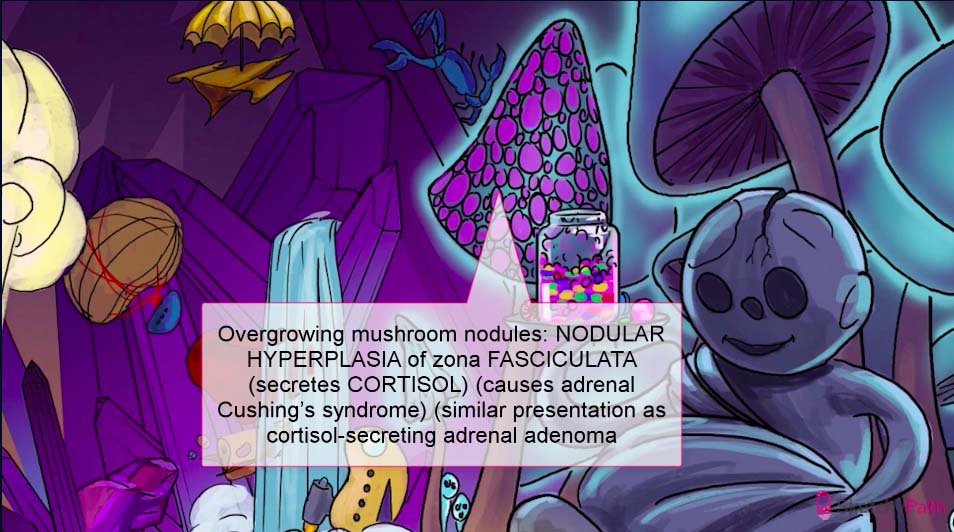 Overgrowing mushroom nodules: NODULAR
HYPERPLASIA of zona FASCICULATA
(secretes CORTISOL) (causes adrenal
Cushing's syndrome) (similar presentation as
cortisol-secreting adrenal adenoma
Path